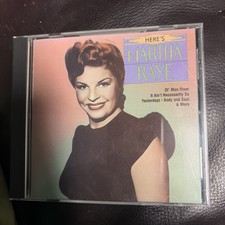 HERE'S
MARTHA
RAYE
Ol' Man River
It Ain't Necessarily So
Yesterdays / Body and Soul
& More